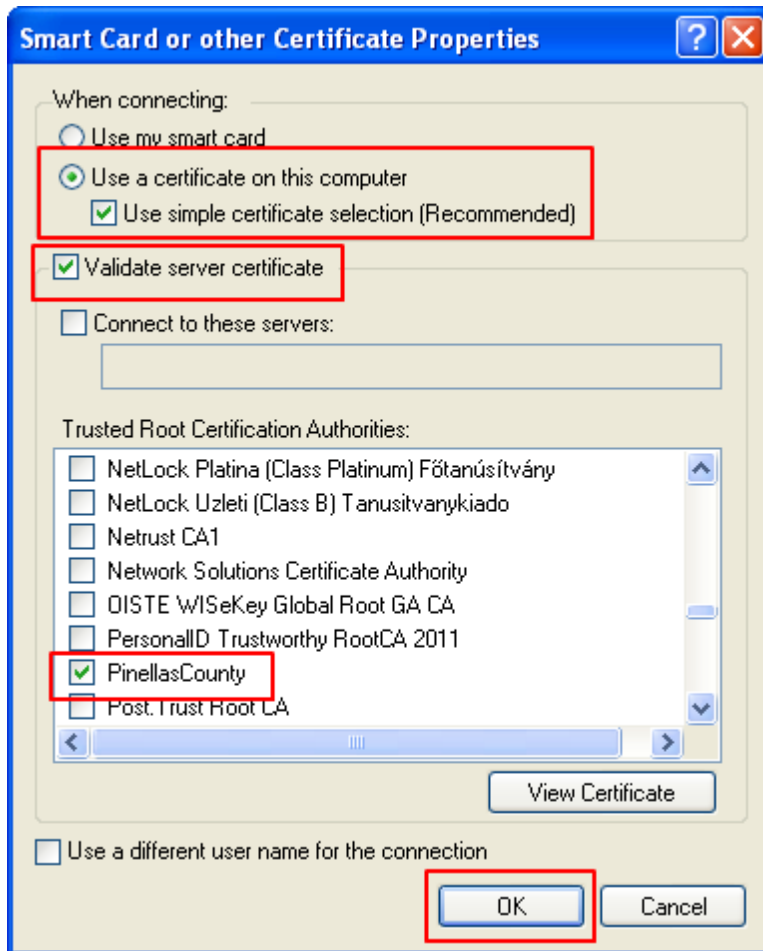 Smart Card or other Certificate Properties
When connecting:
Use my smart card
Use a certificate on this computer
Use simple certificate selection (Recommended)
Validate server certificate
Connect to these servers:
Trusted Root Certification Authorities:
NetLock Platina (Class Platinum) Főtanúsítvány
NetLock Uzleti (Class B) Tanusitvanykiado
Netrust CA1
Network Solutions Certificate Authority
OISTE WISeKey Global Root GA CA
PersonalID Trustworthy RootCA 2011
PinellasCounty
Post.Trust Root CA
View Certificate
Use a different user name for the connection
OK Cancel